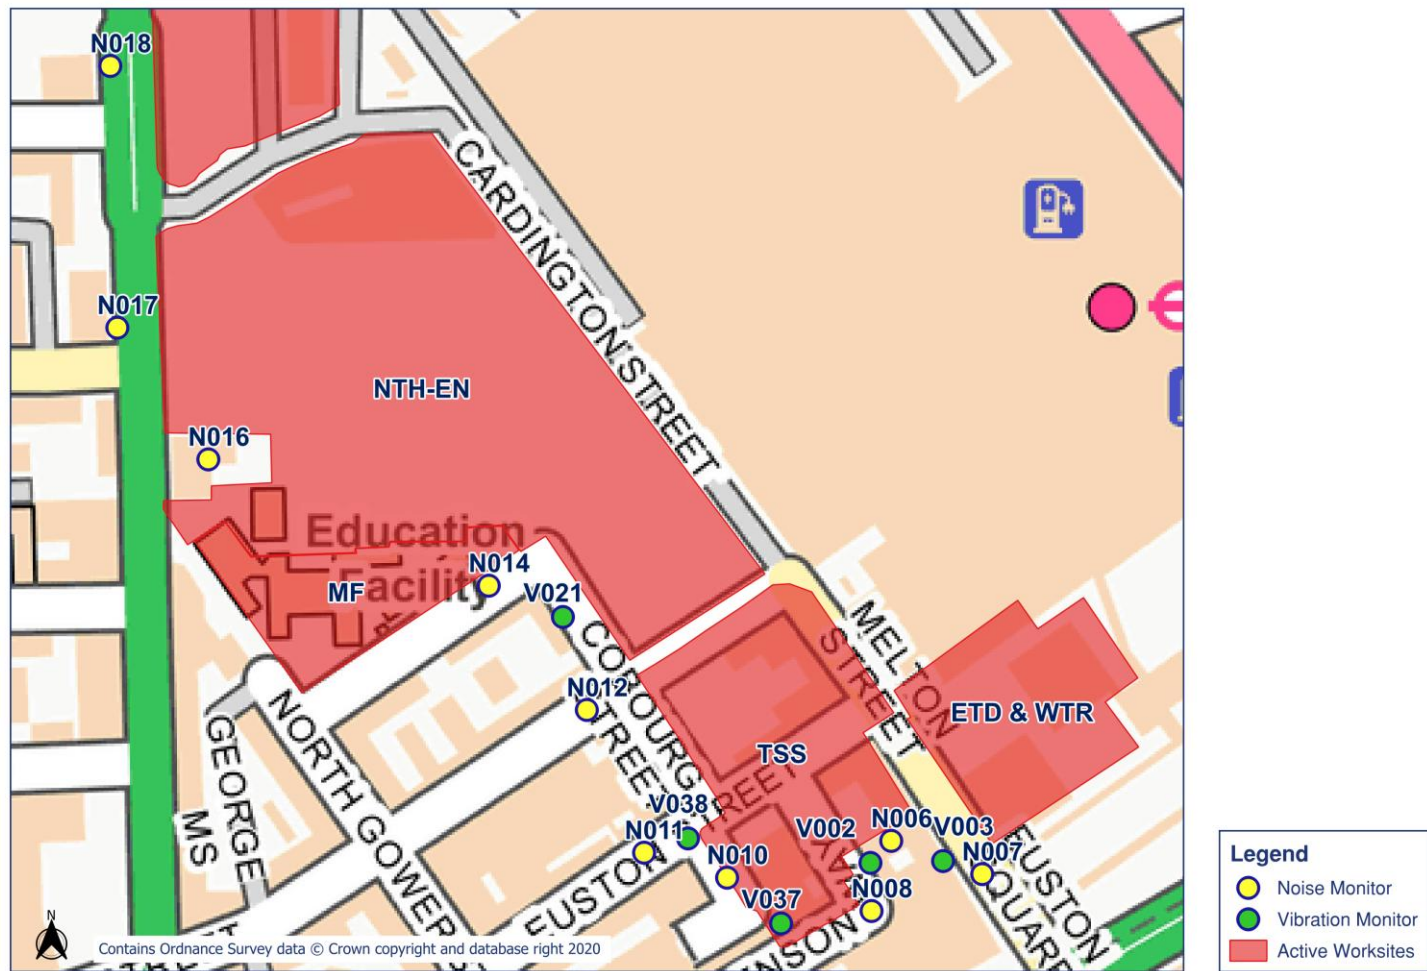 N018
CARDINGTON STREET
N017
NTH-EN
N016
Education
Facility
N014
MF
V021
COBOURG
STREET
N012
MELTON
STREET
ETD & WTR
TSS
NORTH GOWER
GEORGE
MS
V038
N011
EUSTON
STREET
N010
V002
N006
V003
N007
WAY
N008
V037
EUSTON
SQUARE
N
Contains Ordnance Survey data © Crown copyright and database right 2020
Legend
Noise Monitor
Vibration Monitor
Active Worksites